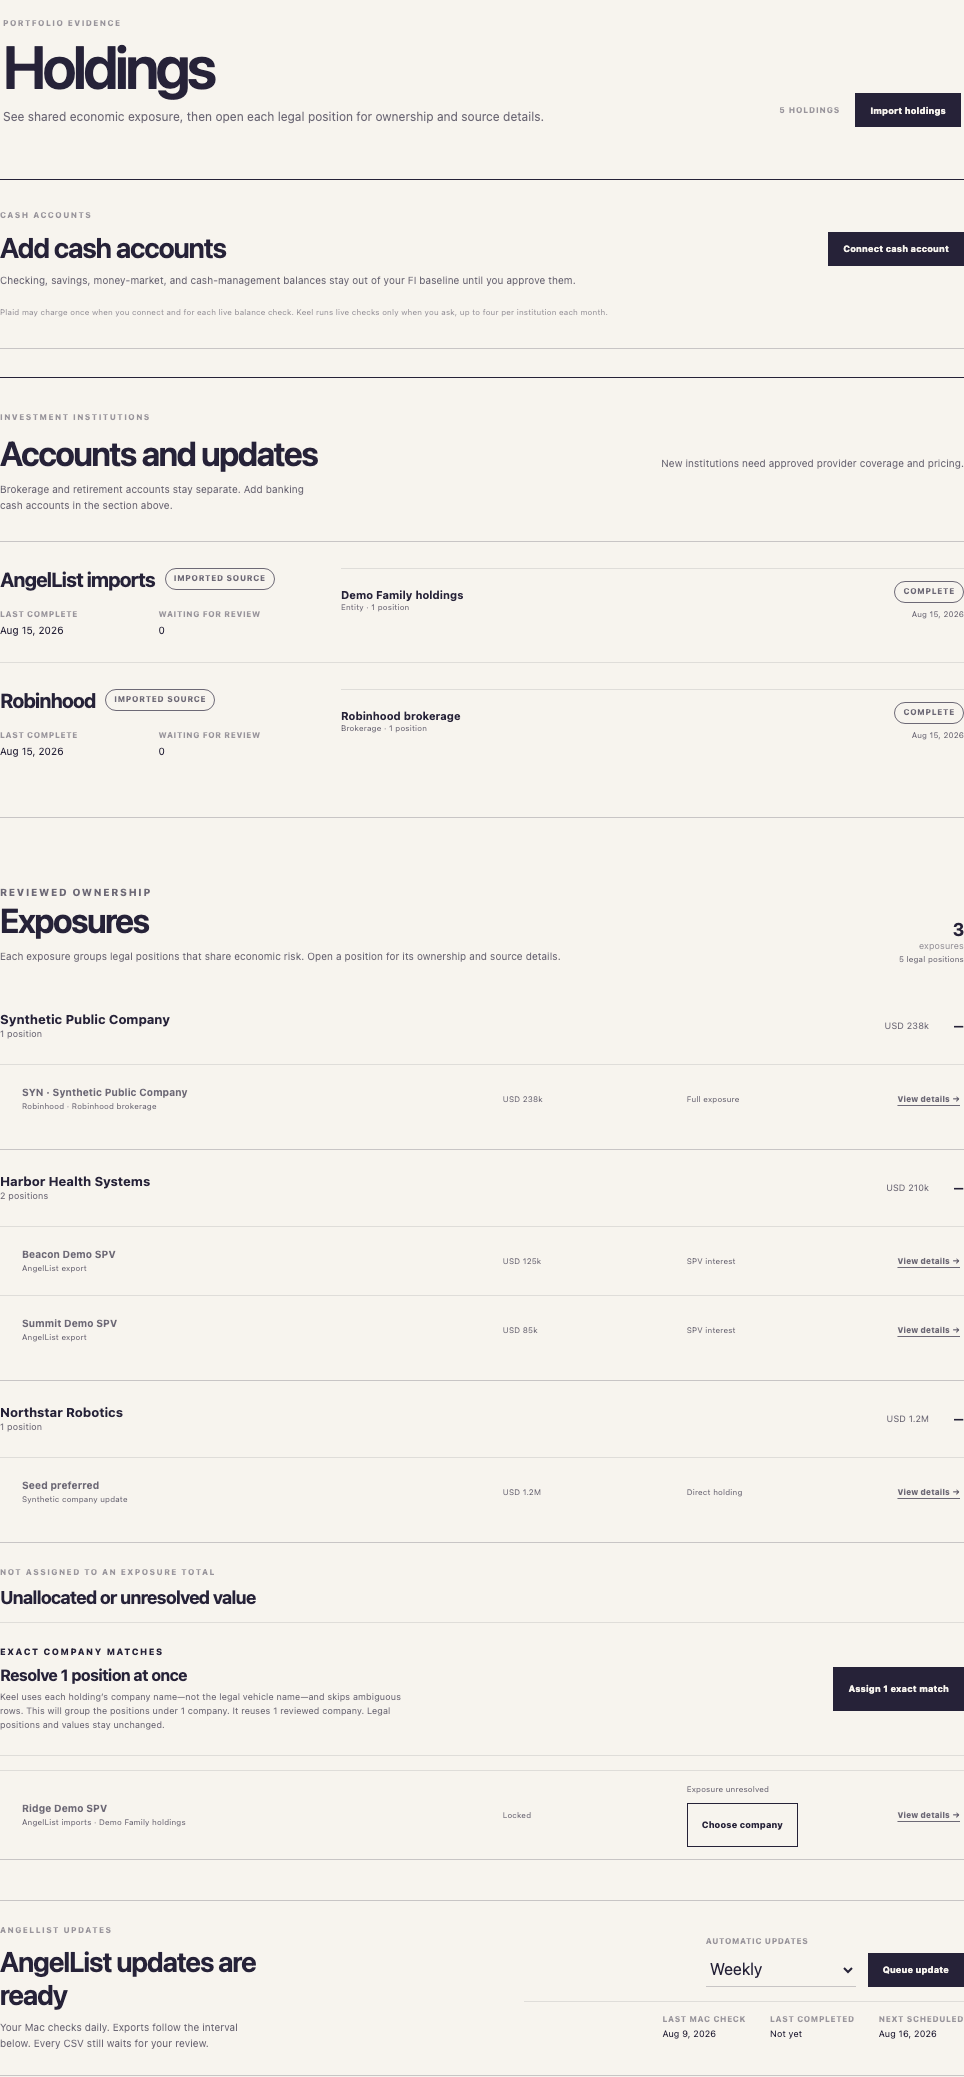 PORTFOLIO EVIDENCE
Holdings
See shared economic exposure, then open each legal position for ownership and source details.
5 HOLDINGS
Import holdings
CASH ACCOUNTS
Add cash accounts
Connect cash account
Checking, savings, money-market, and cash-management balances stay out of your FI baseline until you approve them.
Plaid may charge once when you connect and for each live balance check. Keel runs live checks only when you ask, up to four per institution each month.
INVESTMENT INSTITUTIONS
Accounts and updates
New institutions need approved provider coverage and pricing.
Brokerage and retirement accounts stay separate. Add banking
cash accounts in the section above.
AngelList imports
IMPORTED SOURCE
LAST COMPLETE
WAITING FOR REVIEW
Aug 15, 2026
0
Demo Family holdings
Entity · 1 position
COMPLETE
Aug 15, 2026
Robinhood
IMPORTED SOURCE
LAST COMPLETE
WAITING FOR REVIEW
Aug 15, 2026
0
Robinhood brokerage
Brokerage · 1 position
COMPLETE
Aug 15, 2026
REVIEWED OWNERSHIP
Exposures
Each exposure groups legal positions that share economic risk. Open a position for its ownership and source details.
3
exposures
5 legal positions
Synthetic Public Company
1 position
USD 238k
—
SYN · Synthetic Public Company
Robinhood · Robinhood brokerage
USD 238k
Full exposure
View details →
Harbor Health Systems
2 positions
USD 210k
—
Beacon Demo SPV
AngelList export
USD 125k
SPV interest
View details →
Summit Demo SPV
AngelList export
USD 85k
SPV interest
View details →
Northstar Robotics
1 position
USD 1.2M
—
Seed preferred
Synthetic company update
USD 1.2M
Direct holding
View details →
NOT ASSIGNED TO AN EXPOSURE TOTAL
Unallocated or unresolved value
EXACT COMPANY MATCHES
Resolve 1 position at once
Keel uses each holding's company name—not the legal vehicle name—and skips ambiguous
rows. This will group the positions under 1 company. It reuses 1 reviewed company. Legal
positions and values stay unchanged.
Assign 1 exact match
Ridge Demo SPV
AngelList imports · Demo Family holdings
Locked
Exposure unresolved
Choose company
View details →
ANGELLIST UPDATES
AngelList updates are
ready
Your Mac checks daily. Exports follow the interval
below. Every CSV still waits for your review.
AUTOMATIC UPDATES
Weekly
Queue update
LAST MAC CHECK
LAST COMPLETED
NEXT SCHEDULED
Aug 9, 2026
Not yet
Aug 16, 2026